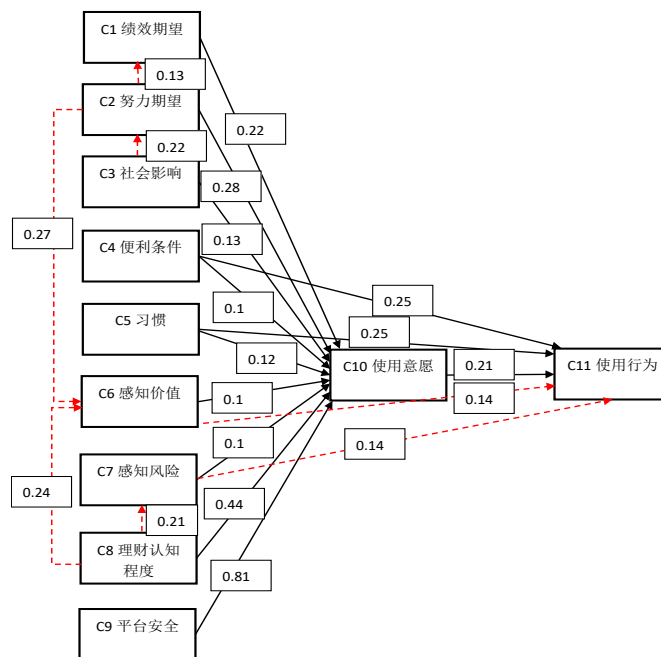 C1 绩效期望
0.13
C2 努力期望
0.22
0.22
C3 社会影响
0.28
0.27
C4 便利条件
0.13
0.25
0.1
C5 习惯
0.25
0.12
C10 使用意愿
0.21
C11 使用行为
C6 感知价值
0.1
0.14
0.1
0.14
C7 感知风险
0.24
0.44
0.21
C8 理财认知
程度
0.81
C9 平台安全